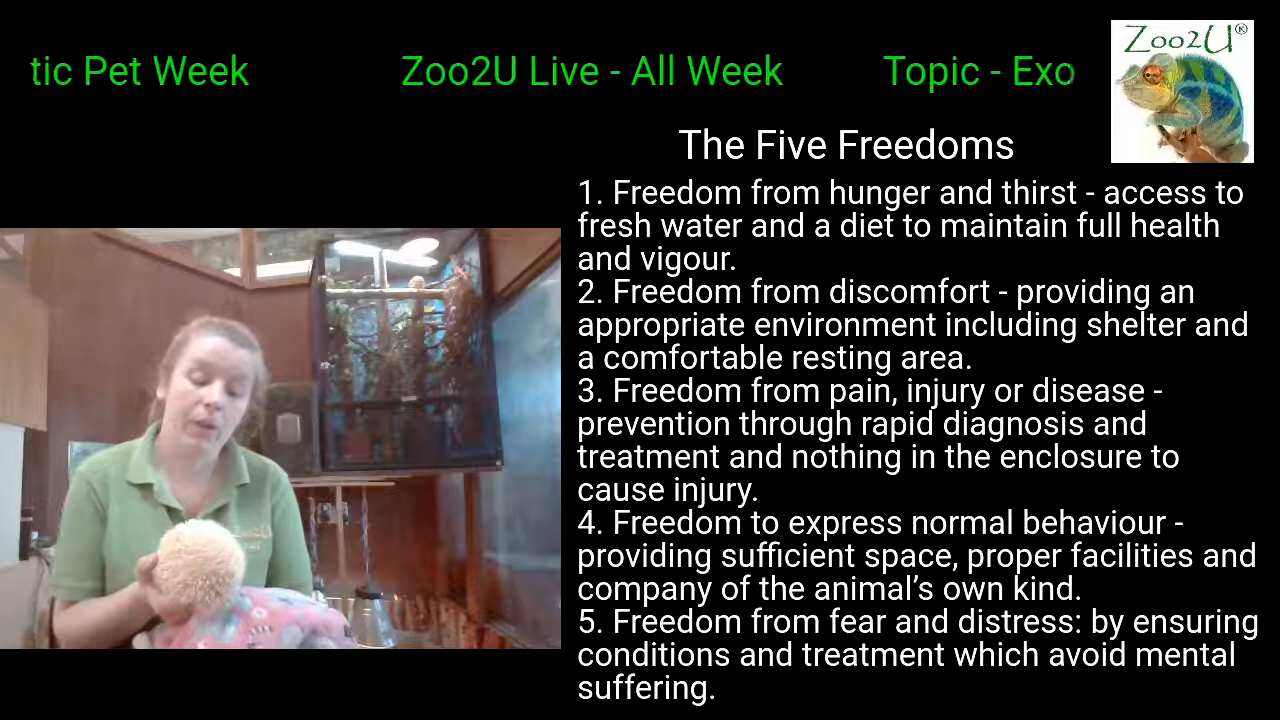 tic Pet Week Zoo2U Live - All Week Topic - Exo
Zoo2U®
The Five Freedoms
1. Freedom from hunger and thirst - access to
fresh water and a diet to maintain full health
and vigour.
2. Freedom from discomfort - providing an
appropriate environment including shelter and
a comfortable resting area.
3. Freedom from pain, injury or disease -
prevention through rapid diagnosis and
treatment and nothing in the enclosure to
cause injury.
4. Freedom to express normal behaviour -
providing sufficient space, proper facilities and
company of the animal’s own kind.
5. Freedom from fear and distress: by ensuring
conditions and treatment which avoid mental
suffering.